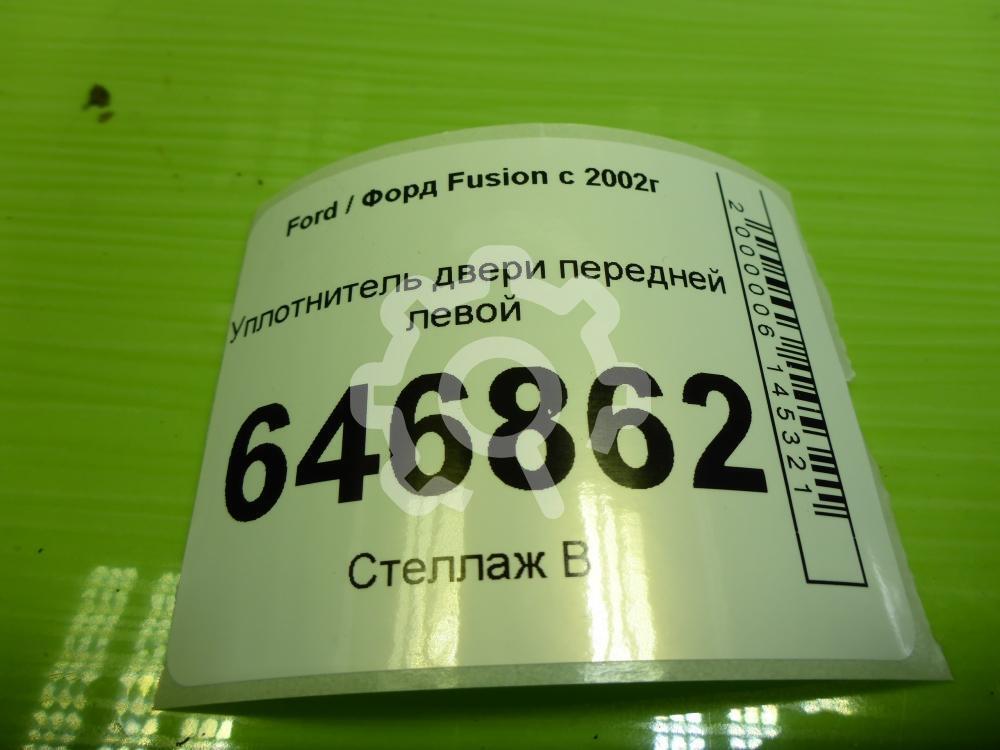 Ford / Форд Fusion с 2002г
Уплотнитель двери передней
левой
646862
Стеллаж В
2000006145321